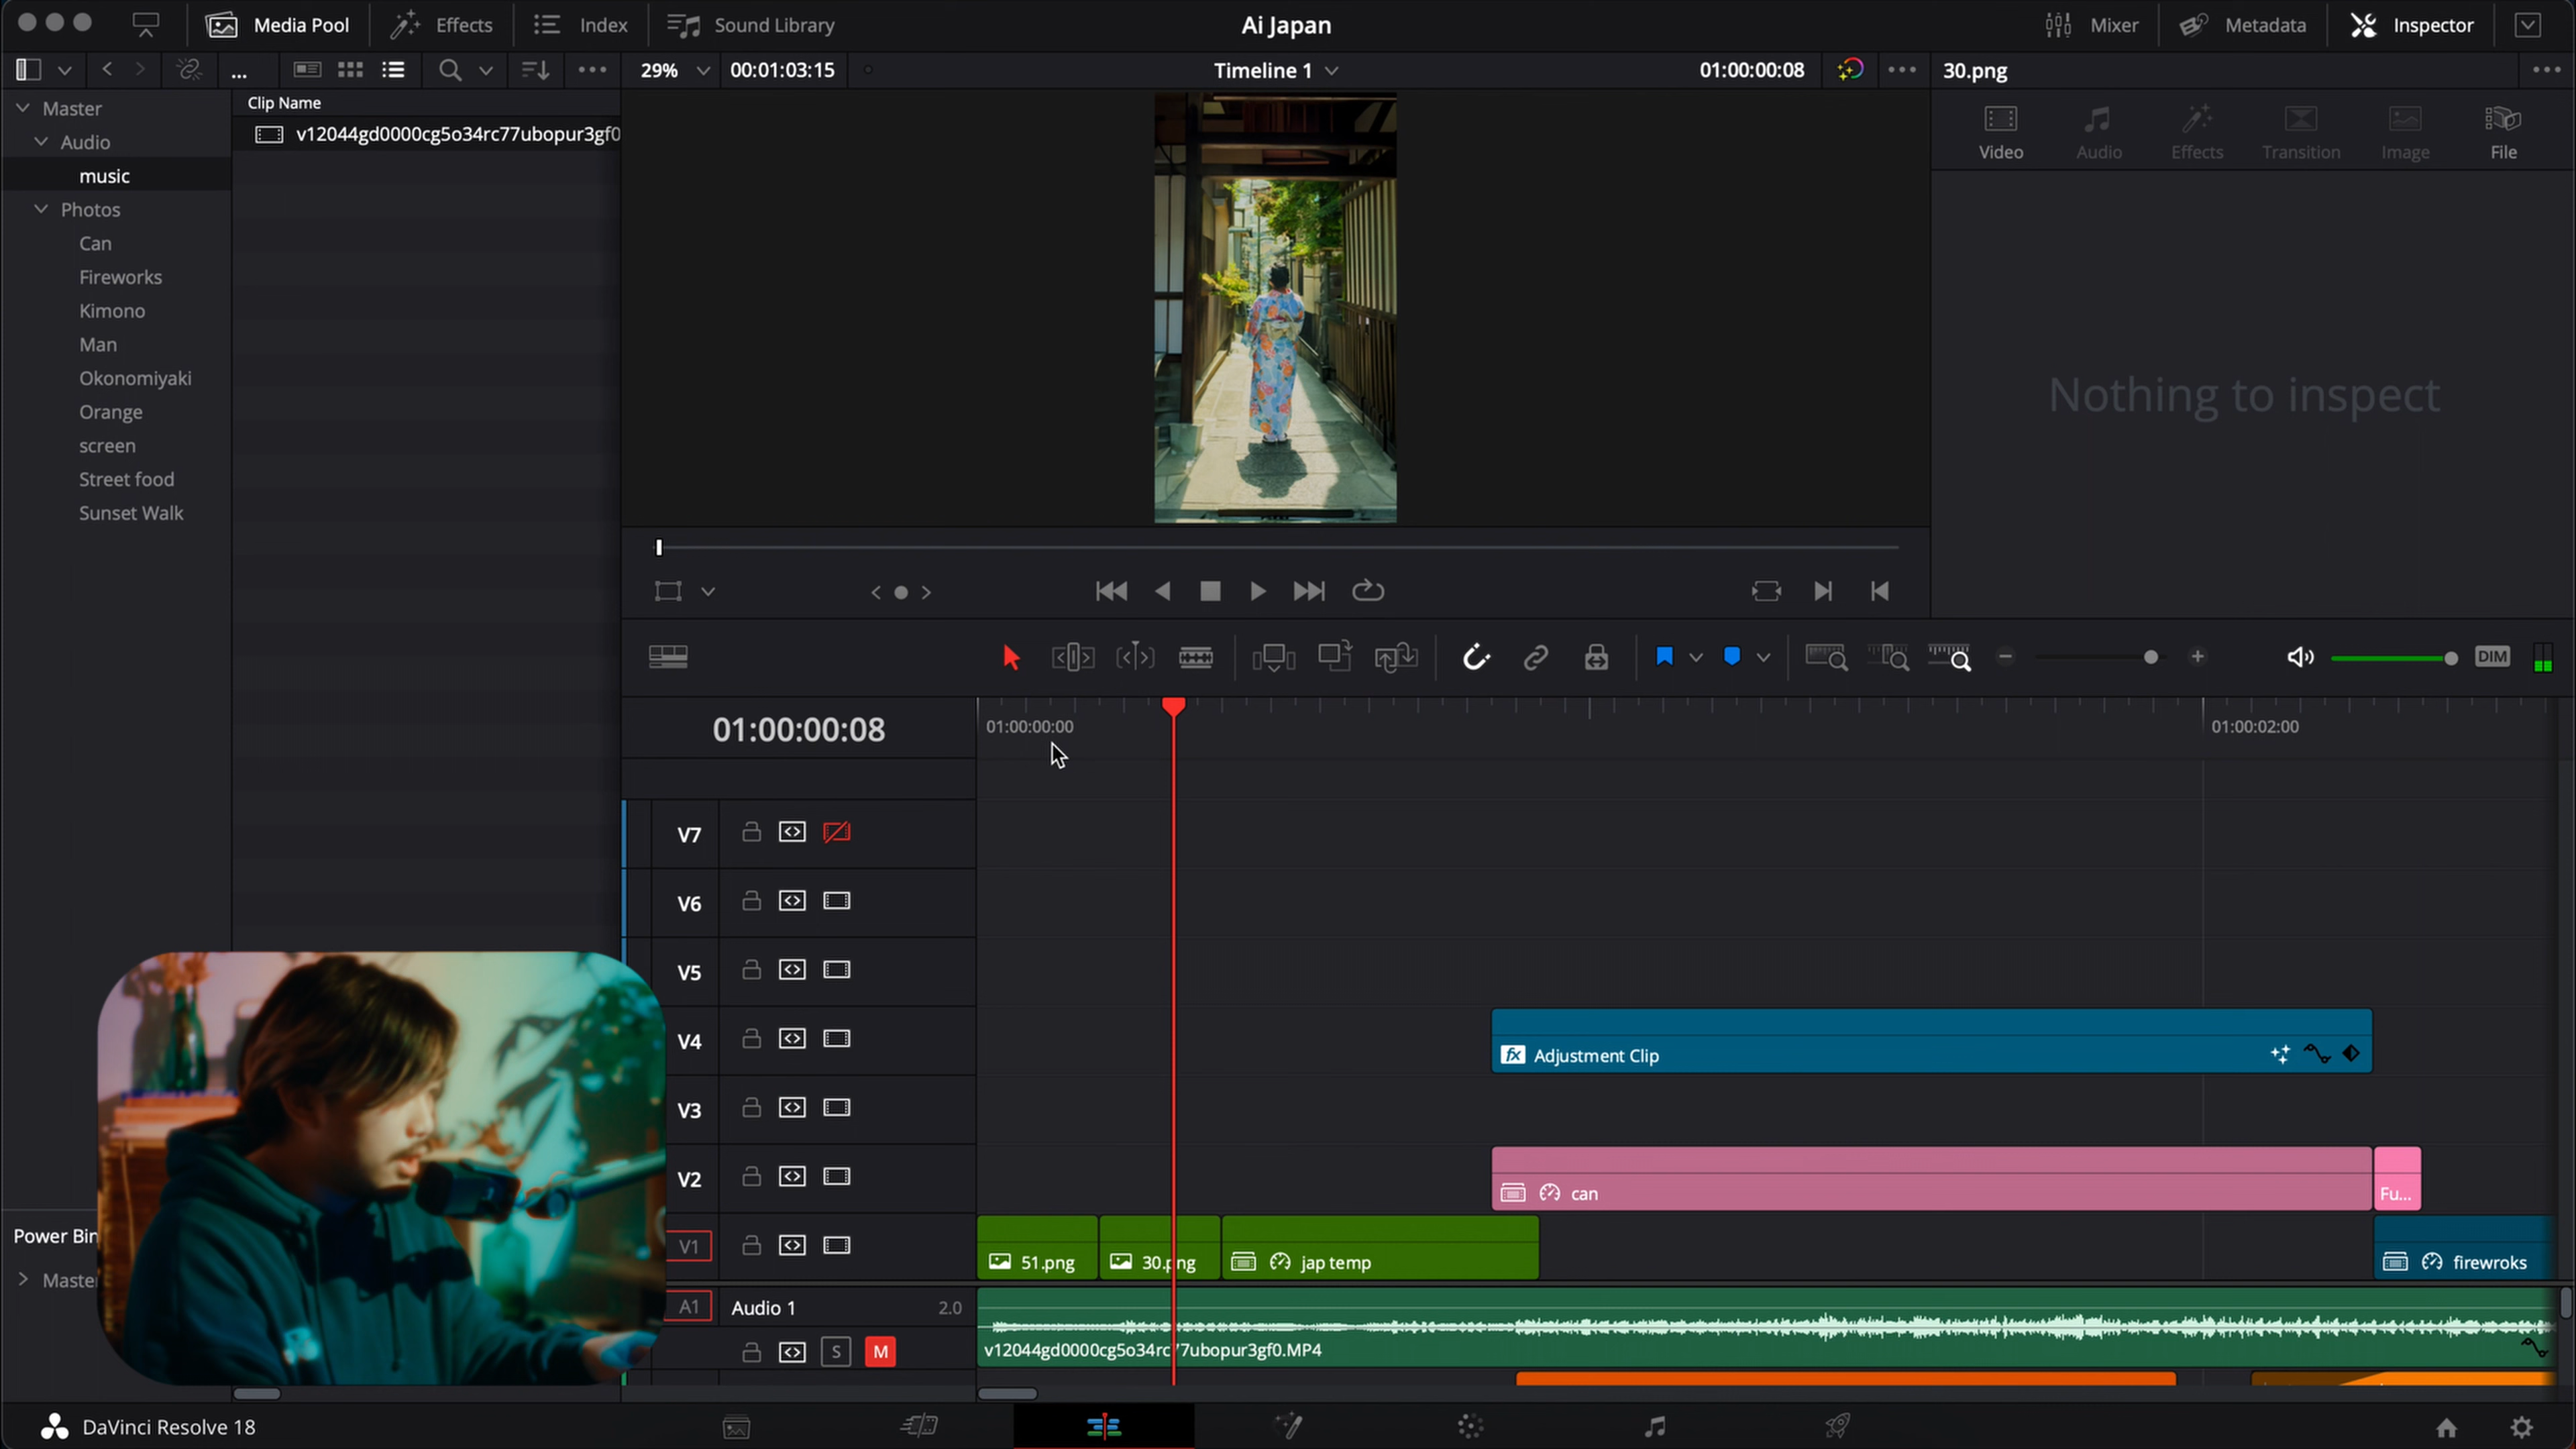 Media Pool
Effects
Index
Sound Library
Ai Japan
Mixer
Metadata
Inspector
29%
00:01:03:15
Timeline 1
01:00:00:08
30.png
Master
Audio
music
Photos
Can
Fireworks
Kimono
Man
Okonomiyaki
Orange
screen
Street food
Sunset Walk
Clip Name
v12044gd0000cg5o34rc77ubopur3gf0
Video
Audio
Effects
Transition
Image
File
Nothing to inspect
DIM
01:00:00:08
01:00:00:00
01:00:02:00
V7
V6
V5
V4
Adjustment Clip
V3
V2
can
Fu...
V1
51.png
30.png
jap temp
firewroks
Power Bin
Maste
A1
Audio 1
2.0
S
M
v12044gd0000cg5o34rc77ubopur3gf0.MP4
DaVinci Resolve 18